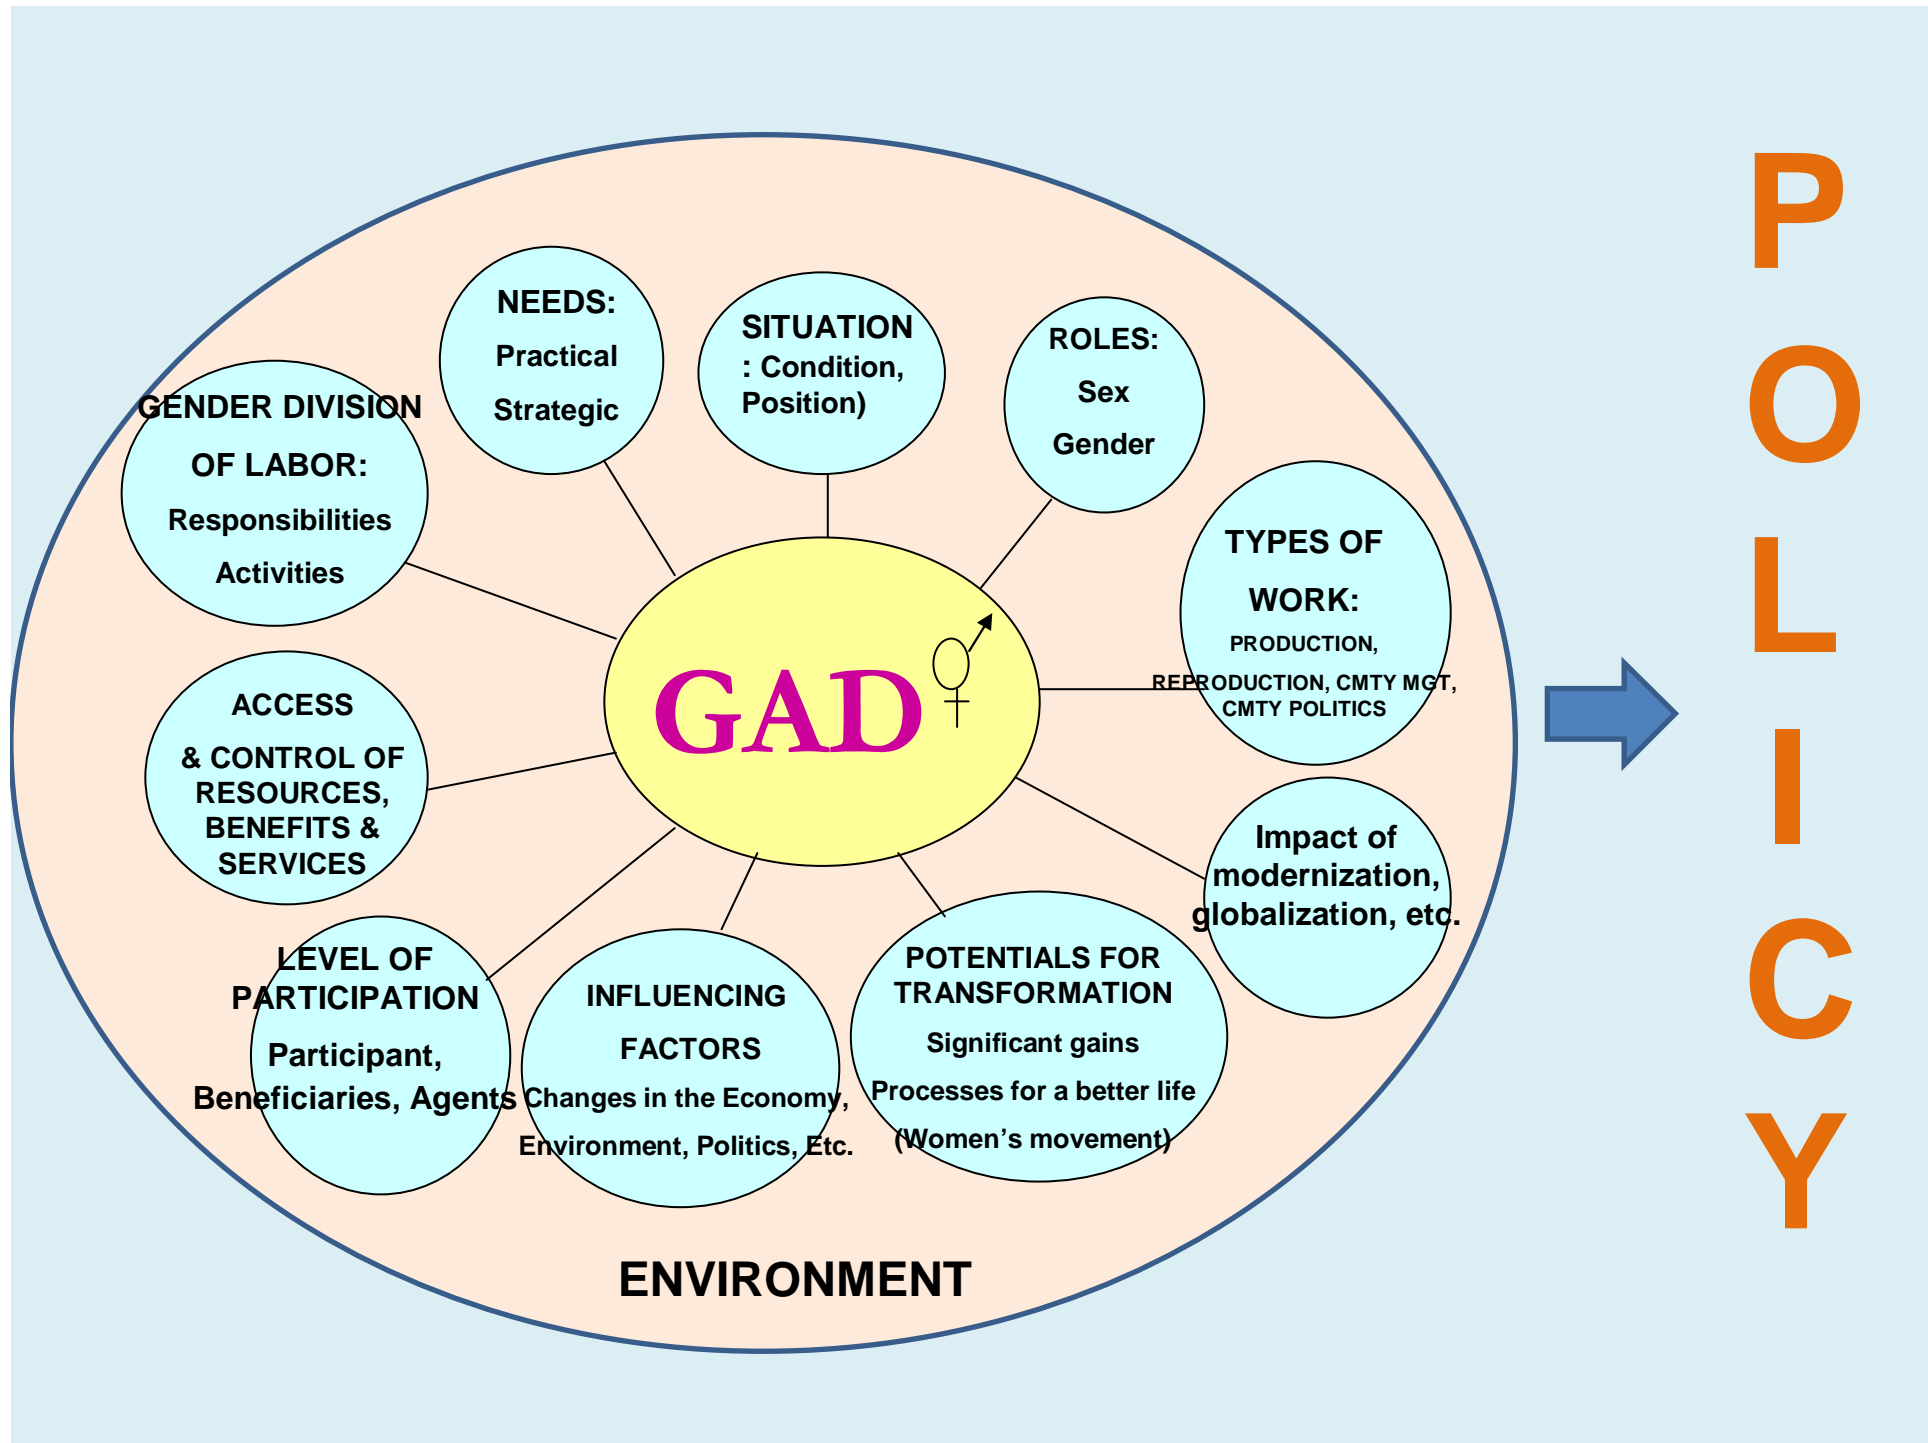 NEEDS:
Practical
Strategic
SITUATION
: Condition,
Position)
ROLES:
Sex
Gender
GENDER DIVISION
OF LABOR:
Responsibilities
Activities
TYPES OF
WORK:
PRODUCTION,
REPRODUCTION, CMTY MGT,
CMTY POLITICS
GAD
ACCESS
& CONTROL OF
RESOURCES,
BENEFITS &
SERVICES
Impact of
modernization,
globalization, etc.
LEVEL OF
PARTICIPATION
Participant,
Beneficiaries, Agents
INFLUENCING
FACTORS
Changes in the Economy,
Environment, Politics, Etc.
POTENTIALS FOR
TRANSFORMATION
Significant gains
Processes for a better life
(Women’s movement)
ENVIRONMENT
P
O
L
I
C
Y